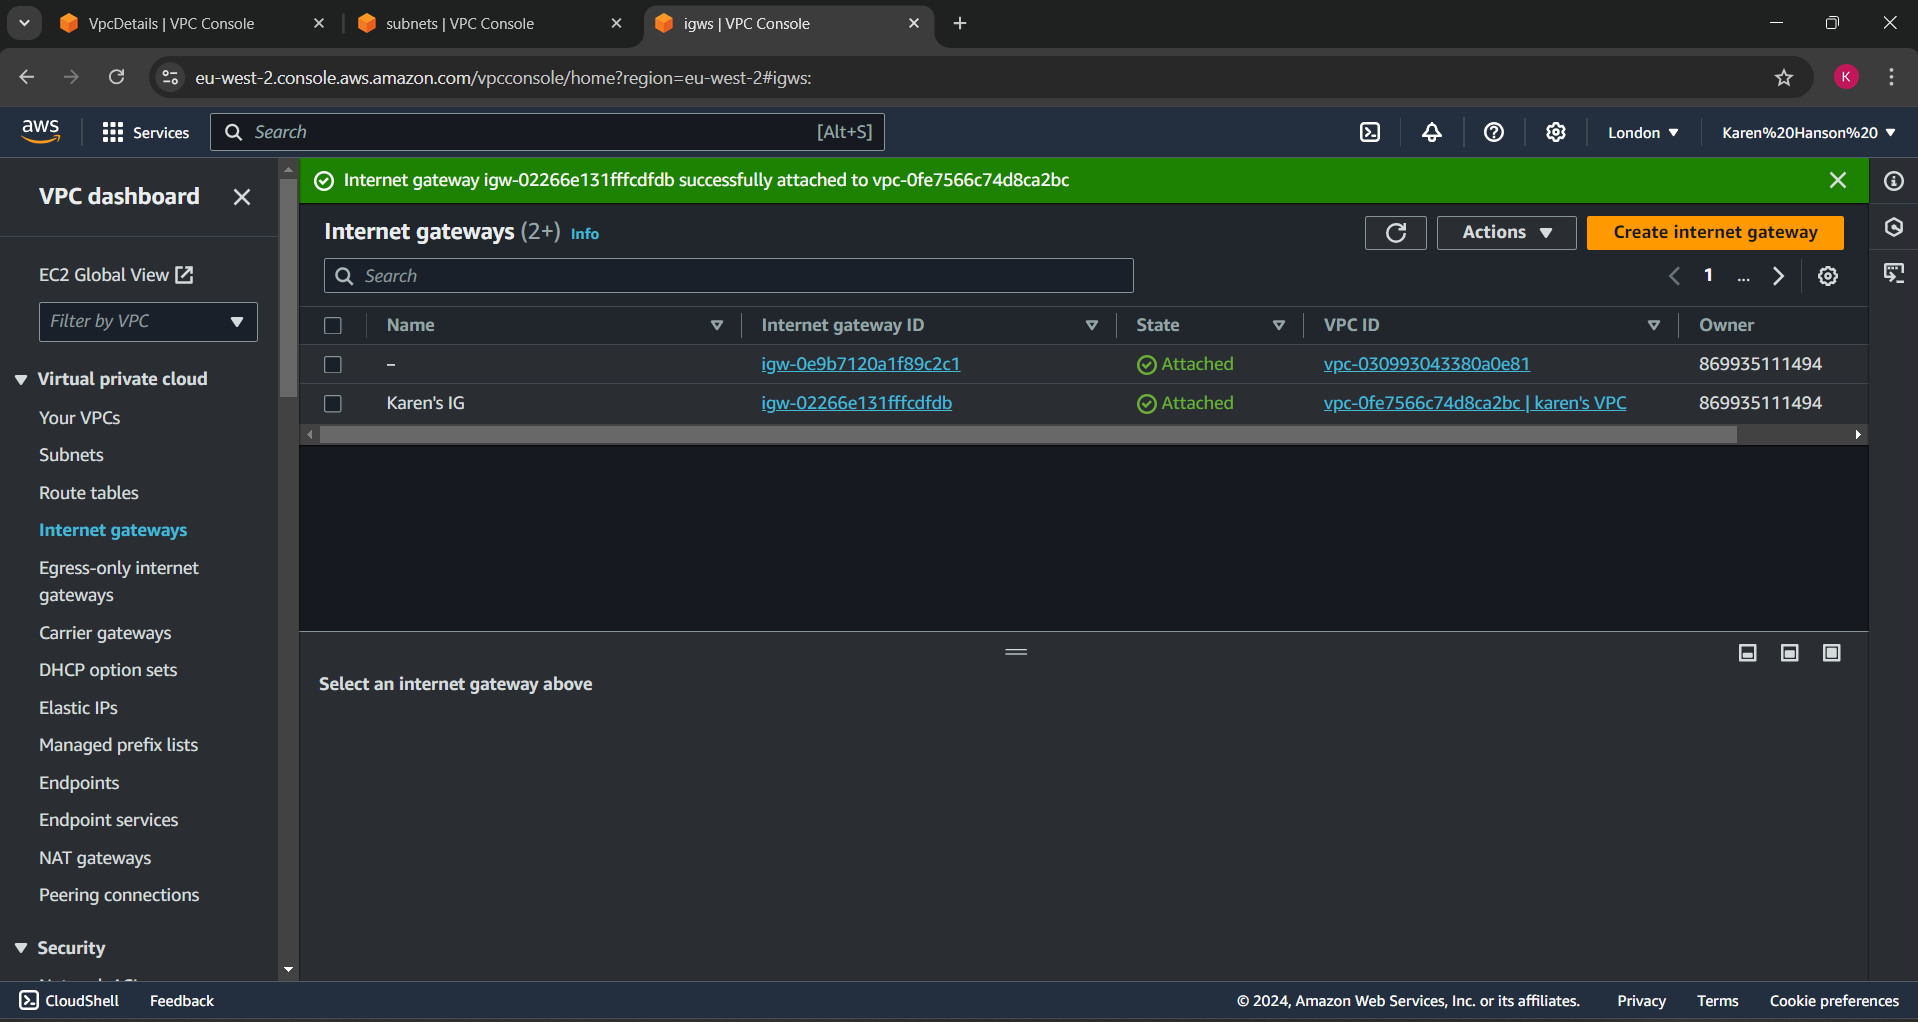 VpcDetails | VPC Console
subnets | VPC Console
igws | VPC Console
eu-west-2.console.aws.amazon.com/vpcconsole/home?region=eu-west-2#igws:
K
aws
Services
Search
[Alt+S]
London
Karen%20Hanson%20
VPC dashboard
EC2 Global View
Filter by VPC
Virtual private cloud
Your VPCs
Subnets
Route tables
Internet gateways
Egress-only internet
gateways
Carrier gateways
DHCP option sets
Elastic IPs
Managed prefix lists
Endpoints
Endpoint services
NAT gateways
Peering connections
Security
Internet gateway igw-02266e131fffcdfdb successfully attached to vpc-0fe7566c74d8ca2bc
Internet gateways (2+) Info
Actions
Create internet gateway
Search
1 ...
Name Internet gateway ID State VPC ID Owner
– igw-0e9b7120a1f89c2c1 Attached vpc-030993043380a0e81 869935111494
Karen's IG igw-02266e131fffcdfdb Attached vpc-0fe7566c74d8ca2bc | karen's VPC 869935111494
Select an internet gateway above
CloudShell Feedback © 2024, Amazon Web Services, Inc. or its affiliates. Privacy Terms Cookie preferences